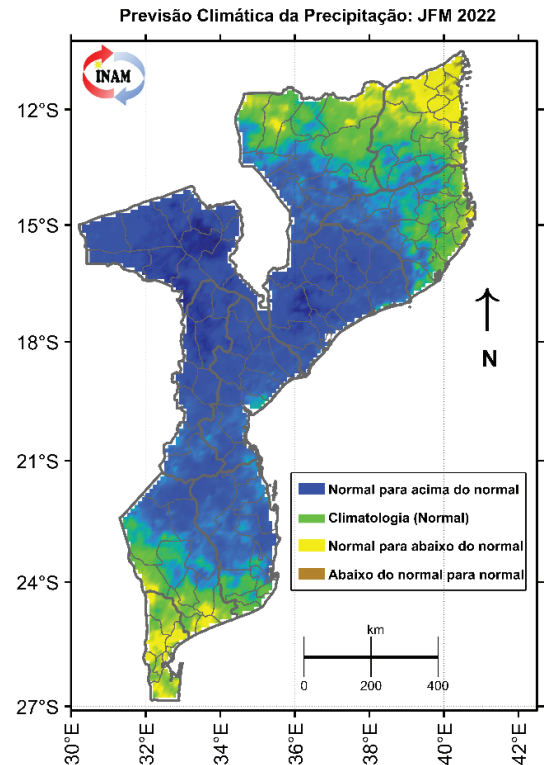 Previsão Climática da Precipitação: JFM 2022
INAM
12°S
15°S
18°S
21°S
24°S
27°S
N
Normal para acima do normal
Climatologia (Normal)
Normal para abaixo do normal
Abaixo do normal para normal
km
0 200 400
30°E 32°E 34°E 36°E 38°E 40°E 42°E